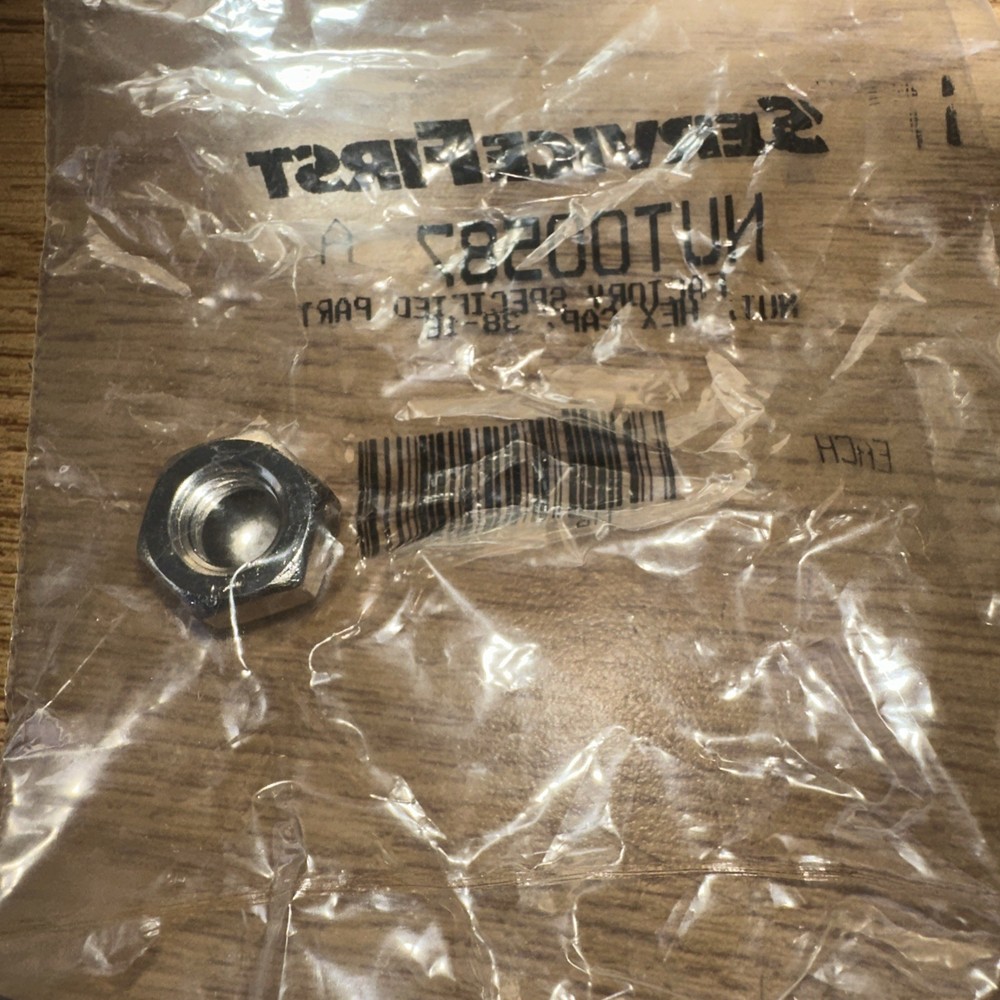 SERVICEFIRST
NUT00587 A
FACTORY SPECIFIED PART
NUT, HEX CAP, 38-16
EACH